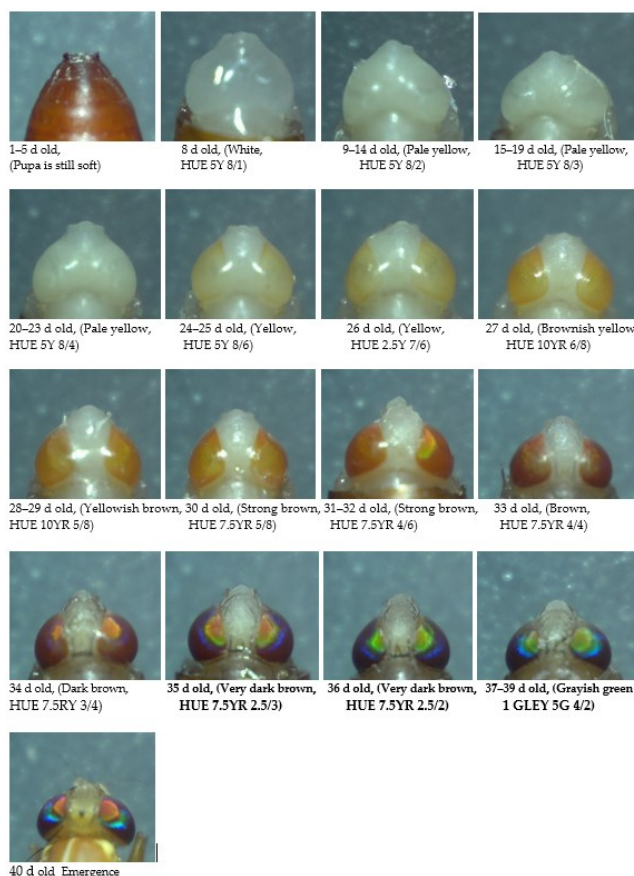 1–5 d old,
(Pupa is still soft)
8 d old, (White,
HUE 5Y 8/1)
9–14 d old, (Pale yellow,
HUE 5Y 8/2)
15–19 d old, (Pale yellow,
HUE 5Y 8/3)
20–23 d old, (Pale yellow,
HUE 5Y 8/4)
24–25 d old, (Yellow,
HUE 5Y 8/6)
26 d old, (Yellow,
HUE 2.5Y 7/6)
27 d old, (Brownish yellow
HUE 10YR 6/8)
28–29 d old, (Yellowish brown,
HUE 10YR 5/8)
30 d old, (Strong brown,
HUE 7.5YR 5/8)
31–32 d old, (Strong brown,
HUE 7.5YR 4/6)
33 d old, (Brown,
HUE 7.5YR 4/4)
34 d old, (Dark brown,
HUE 7.5RY 3/4)
35 d old, (Very dark brown,
HUE 7.5YR 2.5/3)
36 d old, (Very dark brown,
HUE 7.5YR 2.5/2)
37–39 d old, (Grayish green
1 GLEY 5G 4/2)
40 d old Emergence